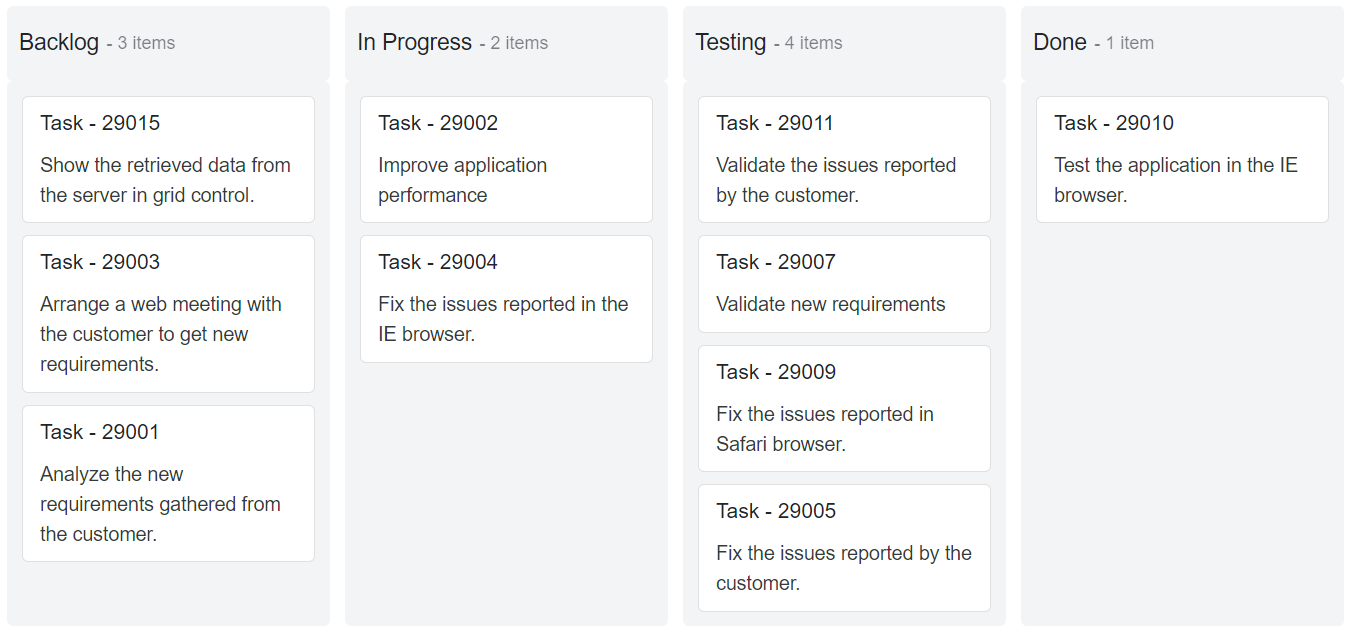 Backlog - 3 items
Task - 29015
Show the retrieved data from
the server in grid control.
Task - 29003
Arrange a web meeting with
the customer to get new
requirements.
Task - 29001
Analyze the new
requirements gathered from
the customer.
In Progress - 2 items
Task - 29002
Improve application
performance
Task - 29004
Fix the issues reported in the
IE browser.
Testing - 4 items
Task - 29011
Validate the issues reported
by the customer.
Task - 29007
Validate new requirements
Task - 29009
Fix the issues reported in
Safari browser.
Task - 29005
Fix the issues reported by the
customer.
Done - 1 item
Task - 29010
Test the application in the IE
browser.